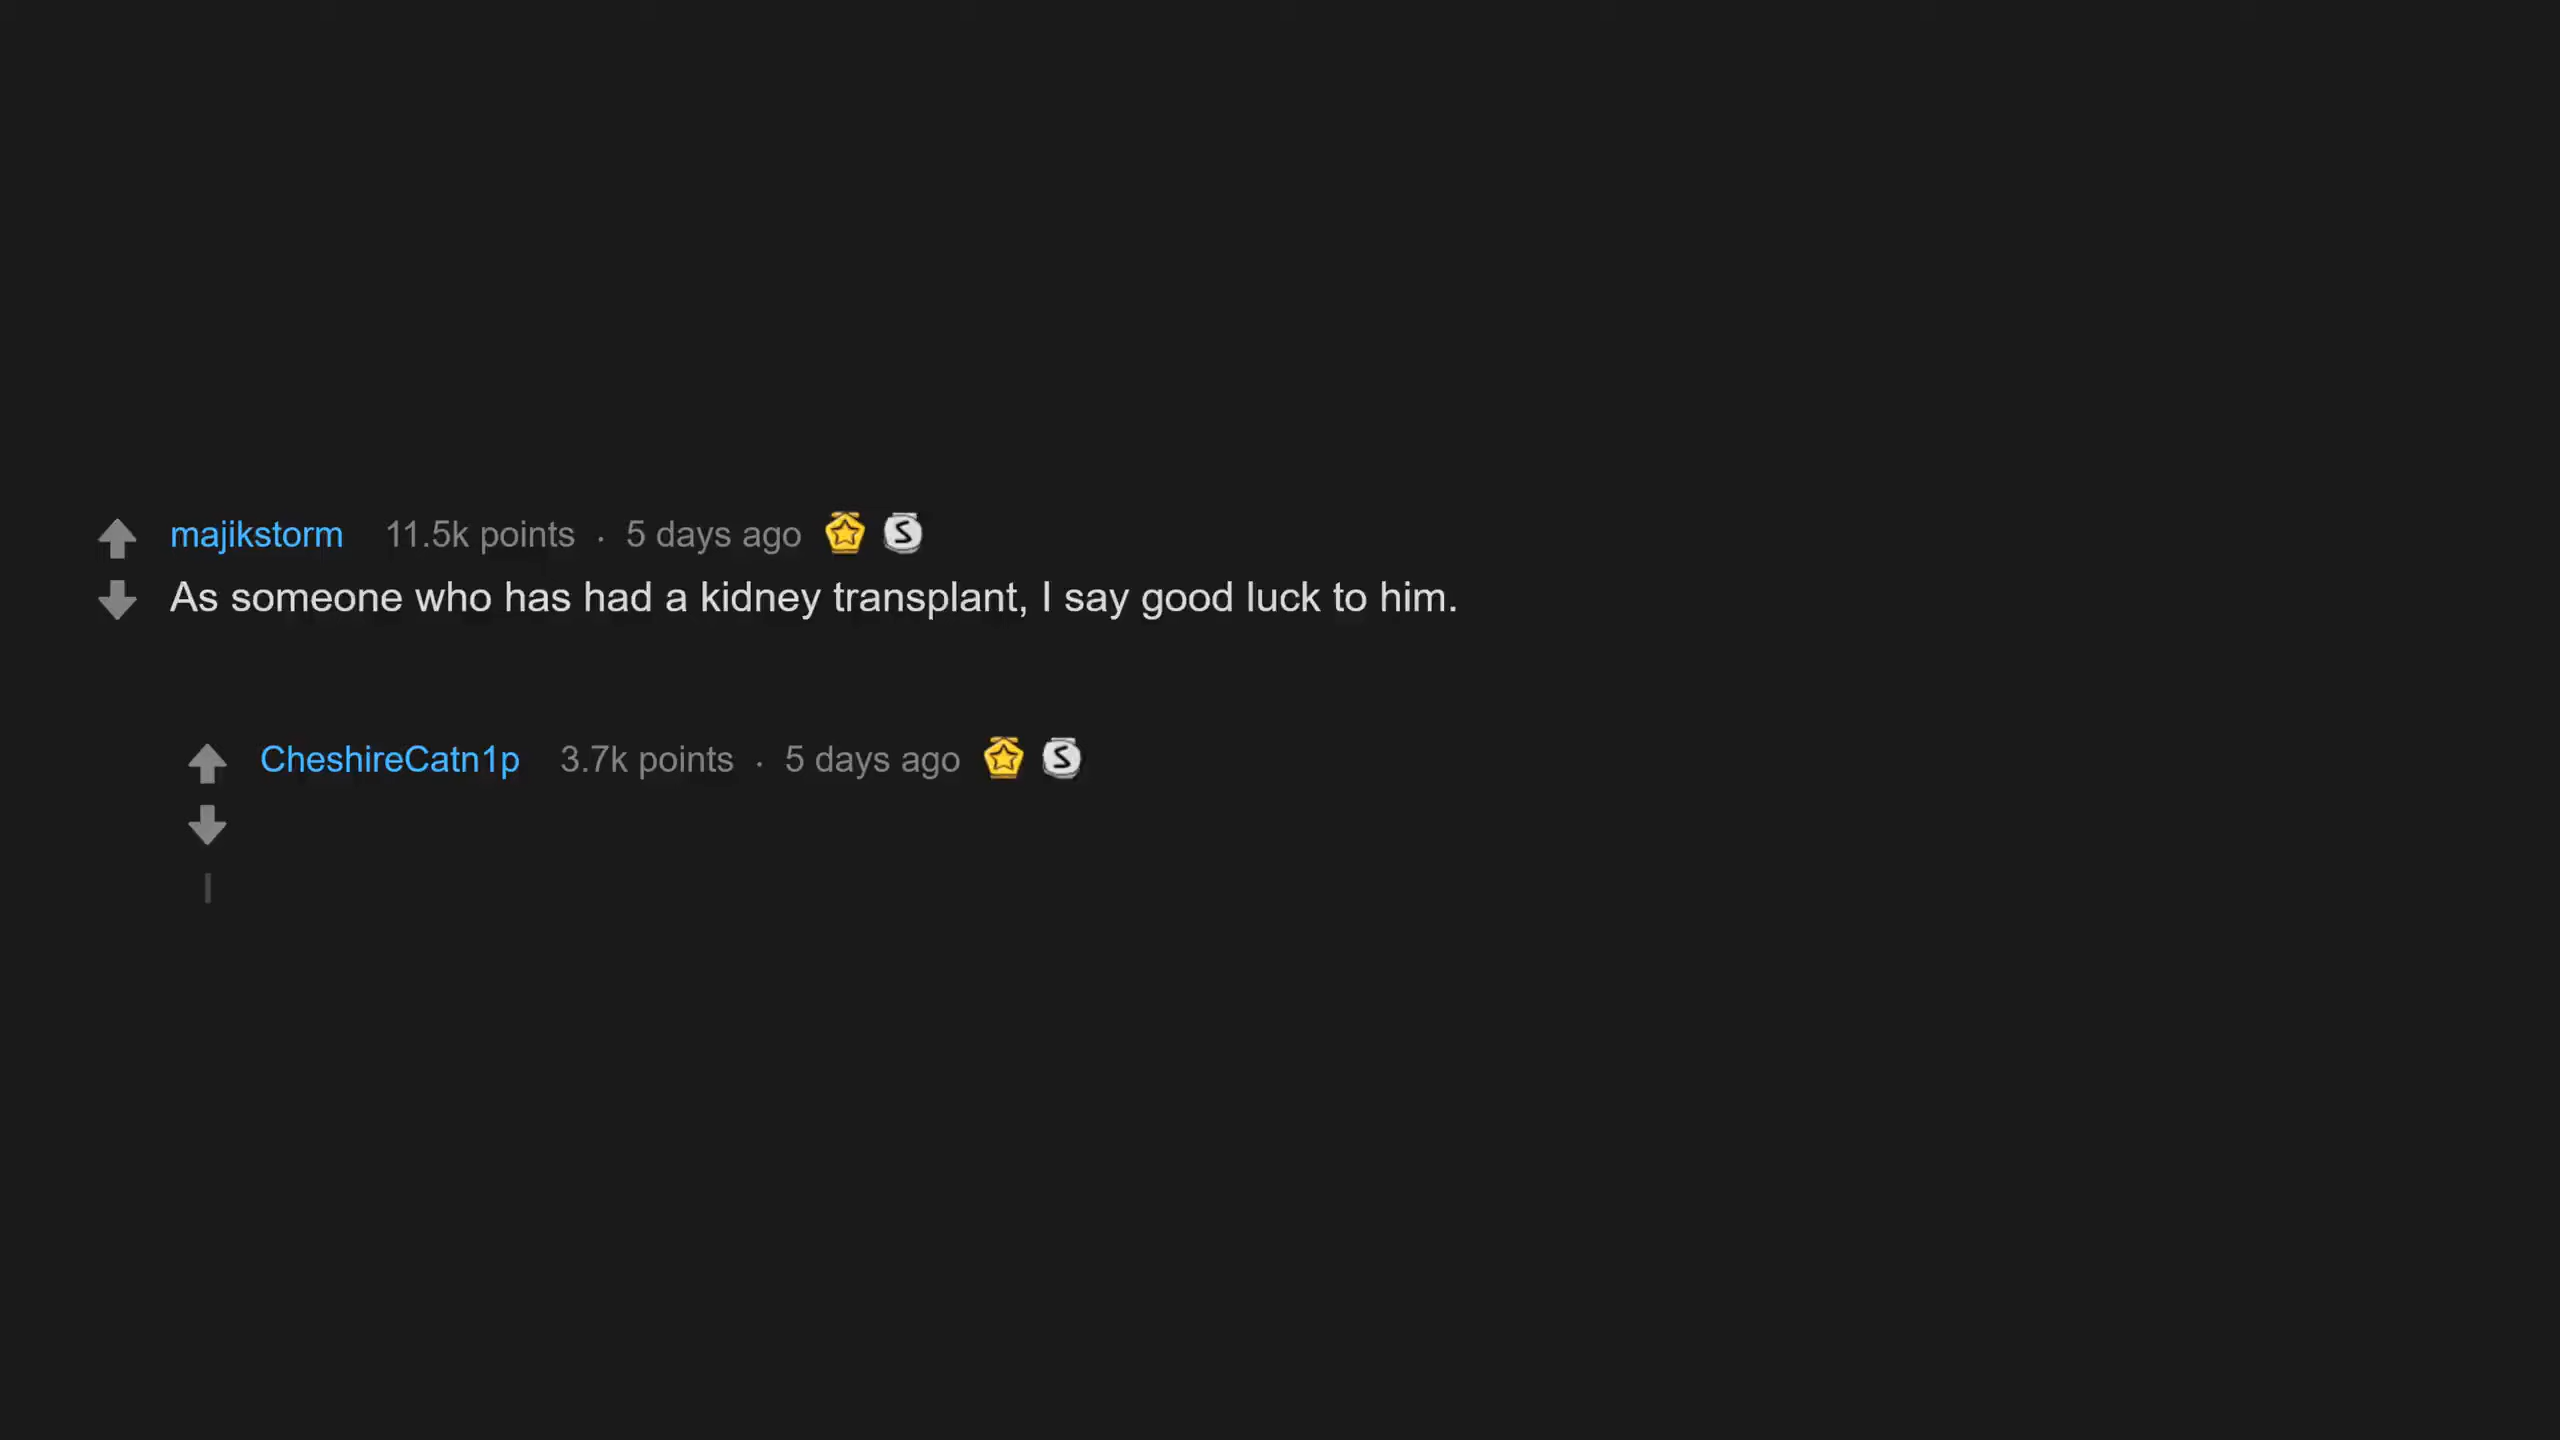 majikstorm 11.5k points · 5 days ago
As someone who has had a kidney transplant, I say good luck to him.
CheshireCatn1p 3.7k points · 5 days ago